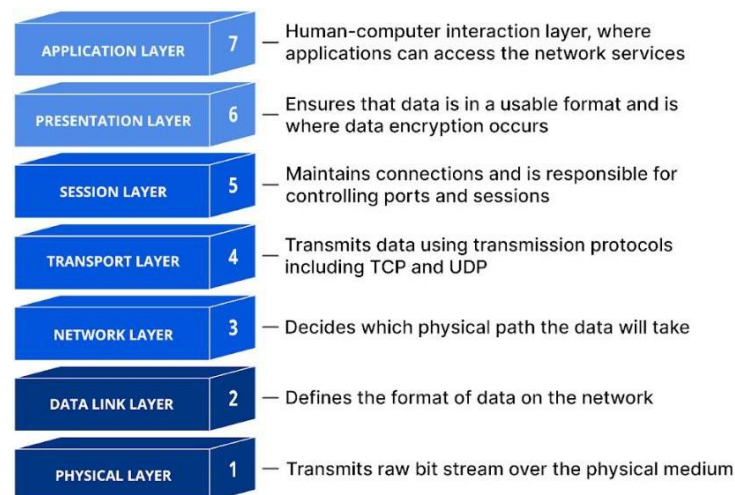 APPLICATION LAYER 7 — Human-computer interaction layer, where
applications can access the network services
PRESENTATION LAYER 6 — Ensures that data is in a usable format and is
where data encryption occurs
SESSION LAYER 5 — Maintains connections and is responsible for
controlling ports and sessions
TRANSPORT LAYER 4 — Transmits data using transmission protocols
including TCP and UDP
NETWORK LAYER 3 — Decides which physical path the data will take
DATA LINK LAYER 2 — Defines the format of data on the network
PHYSICAL LAYER 1 — Transmits raw bit stream over the physical medium